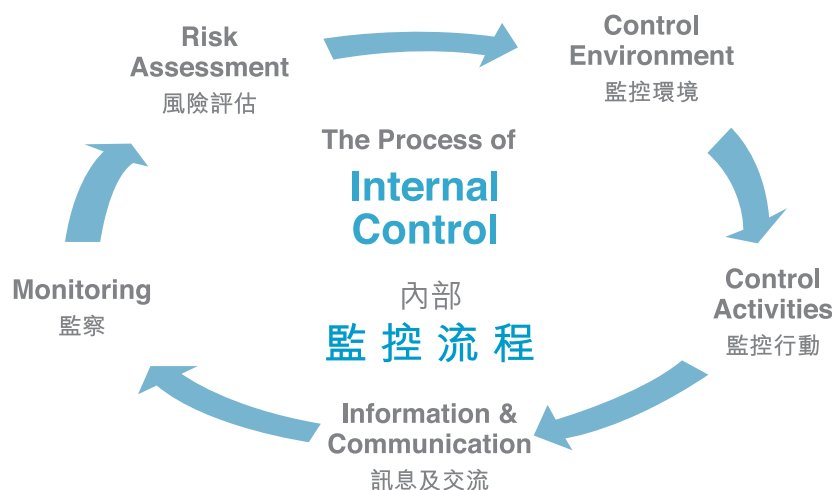 The Process of
Internal
Control
內部
監控流程
Risk
Assessment
風險評估
Control
Environment
監控環境
Control
Activities
監控行動
Information &
Communication
訊息及交流
Monitoring
監察